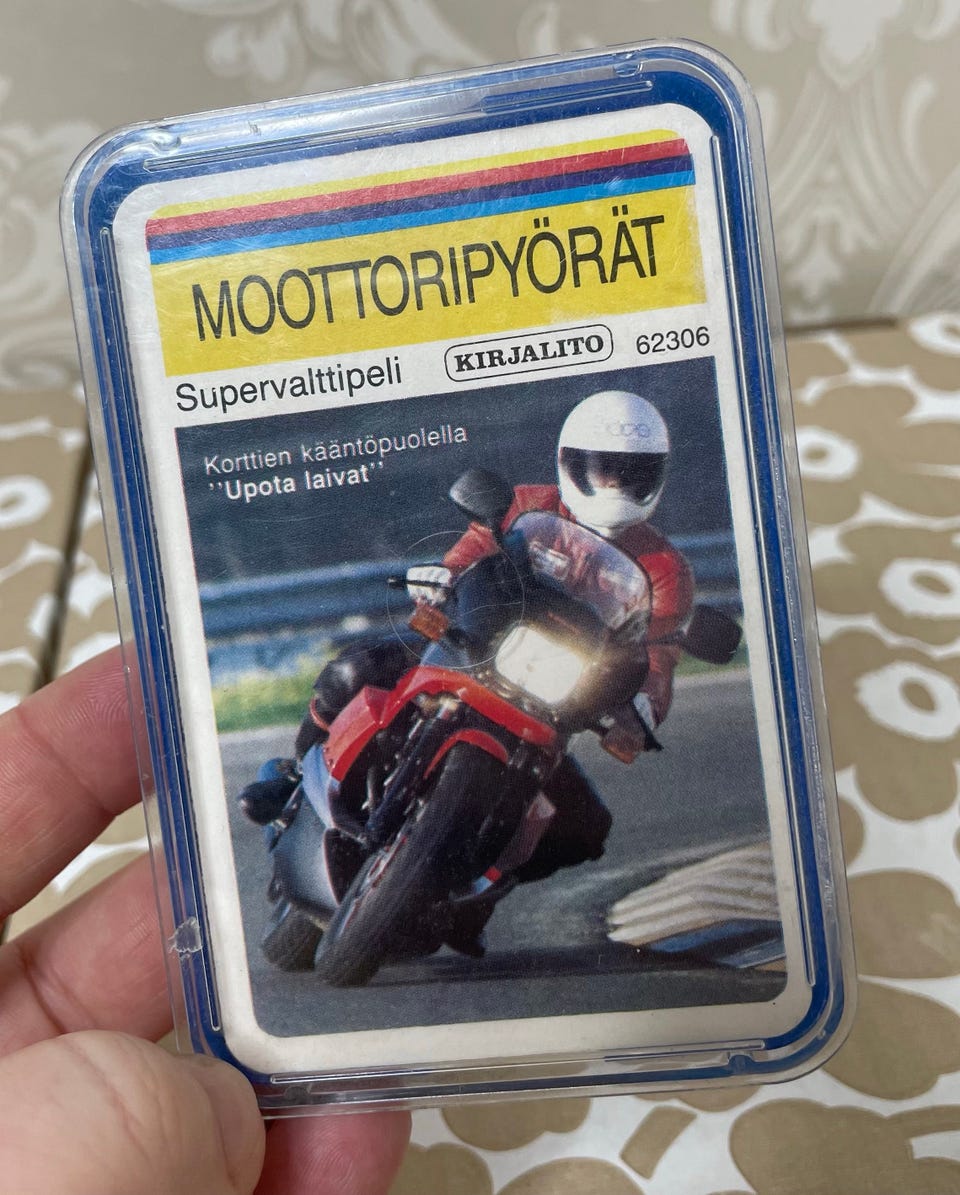 MOOTTORIPYÖRÄT
Supervalttipeli KIRJALITO 62306
Korttien kääntöpuolella
"Upota laivat"